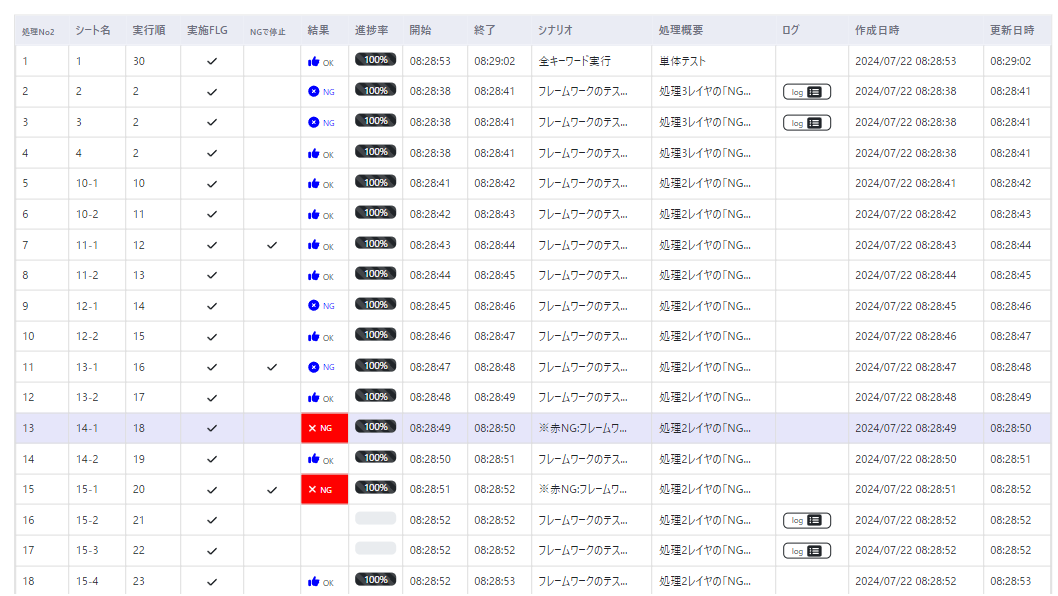 処理No2 シート名 実行順 実施FLG NGで停止 結果 進捗率 開始 終了 シナリオ 処理概要 ログ 作成日時 更新日時
1 1 30 OK 100% 08:28:53 08:29:02 全キーワード実行 単体テスト 2024/07/22 08:28:53 08:29:02
2 2 2 NG 100% 08:28:38 08:28:41 フレームワークのテス... 処理3レイヤの「NG... log 2024/07/22 08:28:38 08:28:41
3 3 2 NG 100% 08:28:38 08:28:41 フレームワークのテス... 処理3レイヤの「NG... log 2024/07/22 08:28:38 08:28:41
4 4 2 OK 100% 08:28:38 08:28:41 フレームワークのテス... 処理3レイヤの「NG... 2024/07/22 08:28:38 08:28:41
5 10-1 10 OK 100% 08:28:41 08:28:42 フレームワークのテス... 処理2レイヤの「NG... 2024/07/22 08:28:41 08:28:42
6 10-2 11 OK 100% 08:28:42 08:28:43 フレームワークのテス... 処理2レイヤの「NG... 2024/07/22 08:28:42 08:28:43
7 11-1 12 OK 100% 08:28:43 08:28:44 フレームワークのテス... 処理2レイヤの「NG... 2024/07/22 08:28:43 08:28:44
8 11-2 13 OK 100% 08:28:44 08:28:45 フレームワークのテス... 処理2レイヤの「NG... 2024/07/22 08:28:44 08:28:45
9 12-1 14 NG 100% 08:28:45 08:28:46 フレームワークのテス... 処理2レイヤの「NG... 2024/07/22 08:28:45 08:28:46
10 12-2 15 OK 100% 08:28:46 08:28:47 フレームワークのテス... 処理2レイヤの「NG... 2024/07/22 08:28:46 08:28:47
11 13-1 16 NG 100% 08:28:47 08:28:48 フレームワークのテス... 処理2レイヤの「NG... 2024/07/22 08:28:47 08:28:48
12 13-2 17 OK 100% 08:28:48 08:28:49 フレームワークのテス... 処理2レイヤの「NG... 2024/07/22 08:28:48 08:28:49
13 14-1 18 NG 100% 08:28:49 08:28:50 ※赤NG:フレームワ... 処理2レイヤの「NG... 2024/07/22 08:28:49 08:28:50
14 14-2 19 OK 100% 08:28:50 08:28:51 フレームワークのテス... 処理2レイヤの「NG... 2024/07/22 08:28:50 08:28:51
15 15-1 20 NG 100% 08:28:51 08:28:52 ※赤NG:フレームワ... 処理2レイヤの「NG... 2024/07/22 08:28:51 08:28:52
16 15-2 21 08:28:52 08:28:52 フレームワークのテス... 処理2レイヤの「NG... log 2024/07/22 08:28:52 08:28:52
17 15-3 22 08:28:52 08:28:52 フレームワークのテス... 処理2レイヤの「NG... log 2024/07/22 08:28:52 08:28:52
18 15-4 23 OK 100% 08:28:52 08:28:53 フレームワークのテス... 処理2レイヤの「NG... 2024/07/22 08:28:52 08:28:53